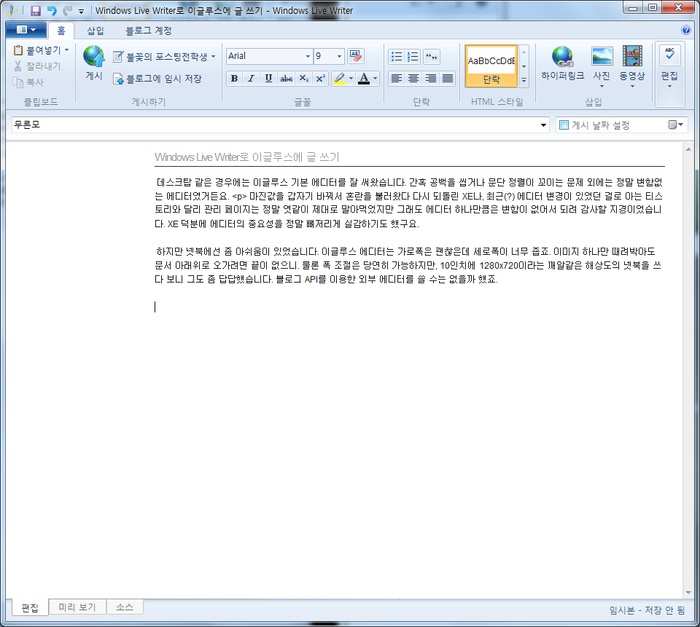 Windows Live Writer로 이글루스에 글 쓰기 - Windows Live Writer
홈 삽입 블로그 계정
붙여넣기
잘라내기
복사
클립보드
게시
불꽃의 포스팅전학생
블로그에 임시 저장
게시하기
Arial 9
B I U abc X₂ X²
글꼴
단락
AaBbCcDdE
단락
HTML 스타일
하이퍼링크 사진 동영상
삽입
편집
무른모
게시 날짜 설정
Windows Live Writer로 이글루스에 글 쓰기
데스크탑 같은 경우에는 이글루스 기본 에디터를 잘 써왔습니다. 간혹 공백을 씹거나 문단 정렬이 꼬이는 문제 외에는 정말 변함없
는 에디터였거든요. <p> 마진값을 갑자기 바꿔서 혼란을 불러왔다 다시 되돌린 XE나, 최근(?) 에디터 변경이 있었던 걸로 아는 티스
토리와 달리 관리 페이지는 정말 엿같이 제대로 말아먹었지만 그래도 에디터 하나만큼은 변함이 없어서 되려 감사할 지경이었습니
다. XE 덕분에 에디터의 중요성을 정말 뼈저리게 실감하기도 했구요.
하지만 넷북에선 좀 아쉬움이 있었습니다. 이글루스 에디터는 가로폭은 괜찮은데 세로폭이 너무 좁죠. 이미지 하나만 때려박아도
문서 아래위로 오가려면 끝이 없으니. 물론 폭 조절은 당연히 가능하지만, 10인치에 1280x720이라는 깨알같은 해상도의 넷북을 쓰
다 보니 그도 좀 답답했습니다. 블로그 API를 이용한 외부 에디터를 쓸 수는 없을까 했죠.
편집 미리 보기 소스
임시본 - 저장 안 됨